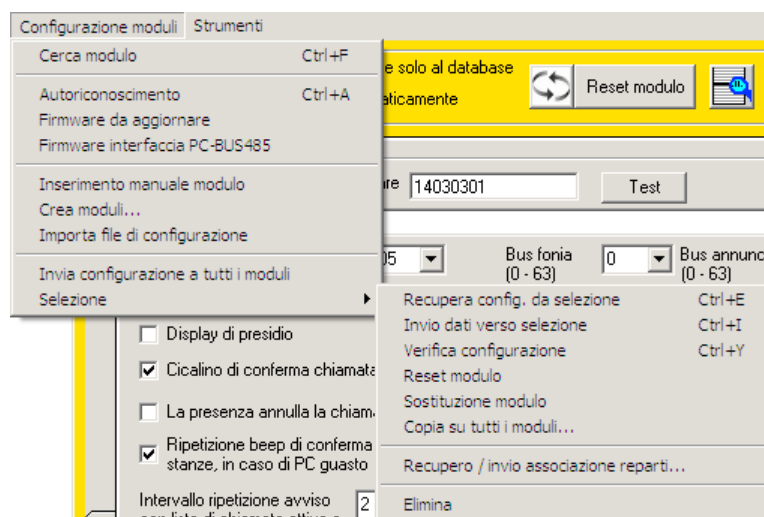 Configurazione moduli Strumenti
Cerca modulo Ctrl+F
e solo al database
Reset modulo
Autoriconoscimento Ctrl+A
aticamente
Firmware da aggiornare
Firmware interfaccia PC-BUS485
Inserimento manuale modulo
are 14030301 Test
Crea moduli...
Importa file di configurazione
Invia configurazione a tutti i moduli
05 Bus fonia
(0 - 63) 0 Bus annunc
(0 - 63)
Selezione
Recupera config. da selezione Ctrl+E
Invio dati verso selezione Ctrl+I
Verifica configurazione Ctrl+Y
Reset modulo
Sostituzione modulo
Copia su tutti i moduli...
Recupero / invio associazione reparti...
Elimina
Display di presidio
Cicalino di conferma chiamata
La presenza annulla la chiam
Ripetizione beep di conferma
stanze, in caso di PC guasto
Intervallo ripetizione avviso 2